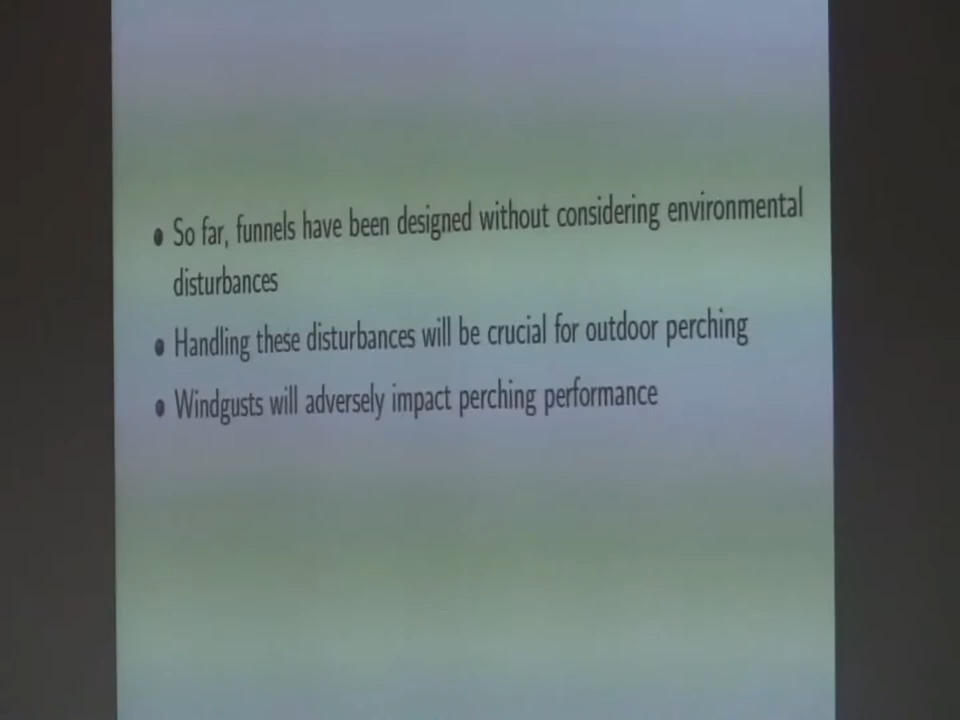 • So far, funnels have been designed without considering environmental
disturbances
• Handling these disturbances will be crucial for outdoor perching
• Windgusts will adversely impact perching performance